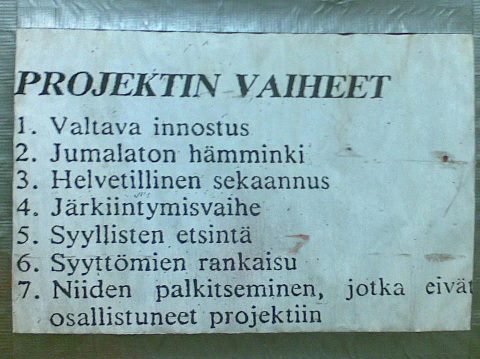 PROJEKTIN VAIHEET
1. Valtava innostus
2. Jumalaton hämminki
3. Helvetillinen sekaannus
4. Järkiintymisvaihe
5. Syyllisten etsintä
6. Syyttömien rankaisu
7. Niiden palkitseminen, jotka eivät
osallistuneet projektiin